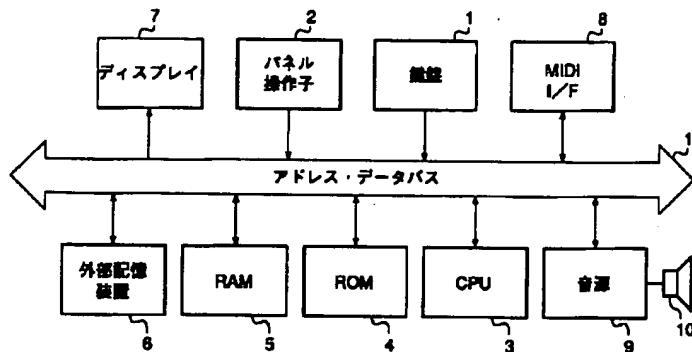 7
2
1
8
ディスプレイ
パネル
操作子
鍵盤
MIDI
I/F
1
アドレス・データバス
外部記憶
装置
RAM
ROM
CPU
音源
6
5
4
3
9
10